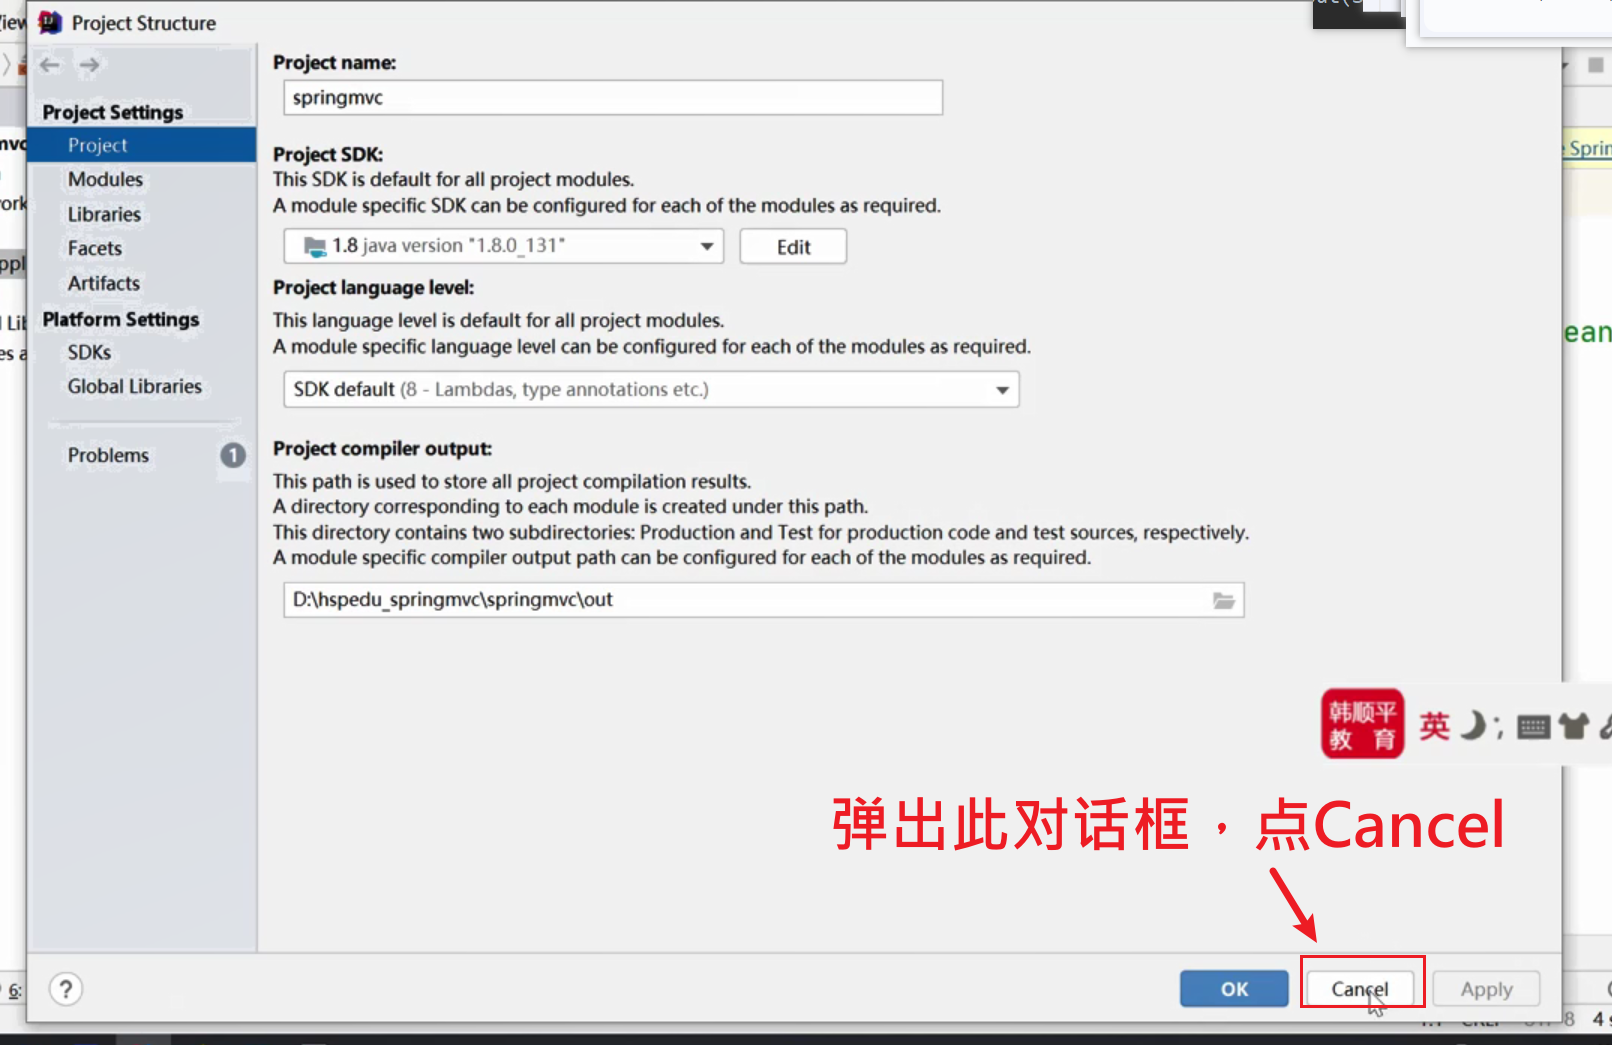 Project Structure
Project name:
springmvc
Project Settings
Project
Modules
Libraries
Facets
Artifacts
Platform Settings
SDKs
Global Libraries
Problems
1
Project SDK:
This SDK is default for all project modules.
A module specific SDK can be configured for each of the modules as required.
1.8 java version "1.8.0_131"
Edit
Project language level:
This language level is default for all project modules.
A module specific language level can be configured for each of the modules as required.
SDK default (8 - Lambdas, type annotations etc.)
Project compiler output:
This path is used to store all project compilation results.
A directory corresponding to each module is created under this path.
This directory contains two subdirectories: Production and Test for production code and test sources, respectively.
A module specific compiler output path can be configured for each of the modules as required.
D:\hspedu_springmvc\springmvc\out
韩顺平
教 育
英
弹出此对话框，点Cancel
?
OK
Cancel
Apply
6: